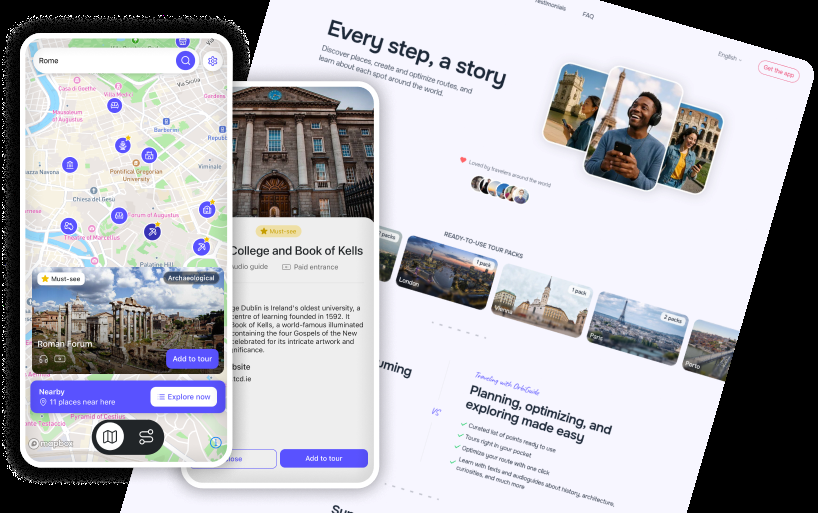 Rome
Via Sistina
Casa di Goethe
Villa Medici
Mausoleum
of Augustus
Gardens
Barberini
Republi
Piazza Navona
Pontifical Gregorian
University
Viminale
Chiesa del Gesù
Forum of Augustus
Theatre of Marcellus
Palatine Hill
Must-see
Archaeological
Roman Forum
Add to tour
Nearby
11 places near here
Explore now
Pyramid of Cestius
mapbox
Must-see
College and Book of Kells
udio guide
Paid entrance
ge Dublin is Ireland's oldest university, a
centre of learning founded in 1592. It
Book of Kells, a world-famous illuminated
containing the four Gospels of the New
celebrated for its intricate artwork and
gnificance.
bsite
tcd.ie
lose
Add to tour
Testimonials
FAQ
English
Get the app
Every step, a story
Discover places, create and optimize routes, and
learn about each spot around the world.
Loved by travelers around the world
READY-TO-USE TOUR PACKS
packs
London
1 pack
Vienna
1 pack
Paris
2 packs
Porto
uming
VS
Traveling with OrbiGuide
Planning, optimizing, and
exploring made easy
Curated list of points ready to use
Tours right in your pocket
Optimize your route with one click
Learn with texts and audioguides about history, architecture,
curiosities, and much more